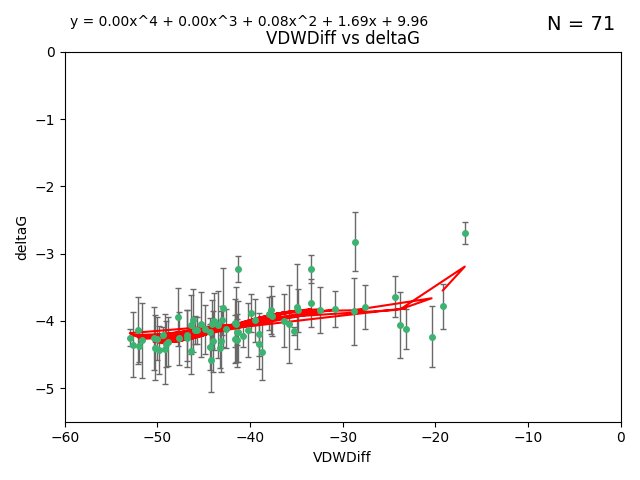 y = 0.00x^4 + 0.00x^3 + 0.08x^2 + 1.69x + 9.96
N = 71
VDWDiff vs deltaG
0
−1
−2
−3
−4
−5
deltaG
−60 −50 −40 −30 −20 −10 0
VDWDiff